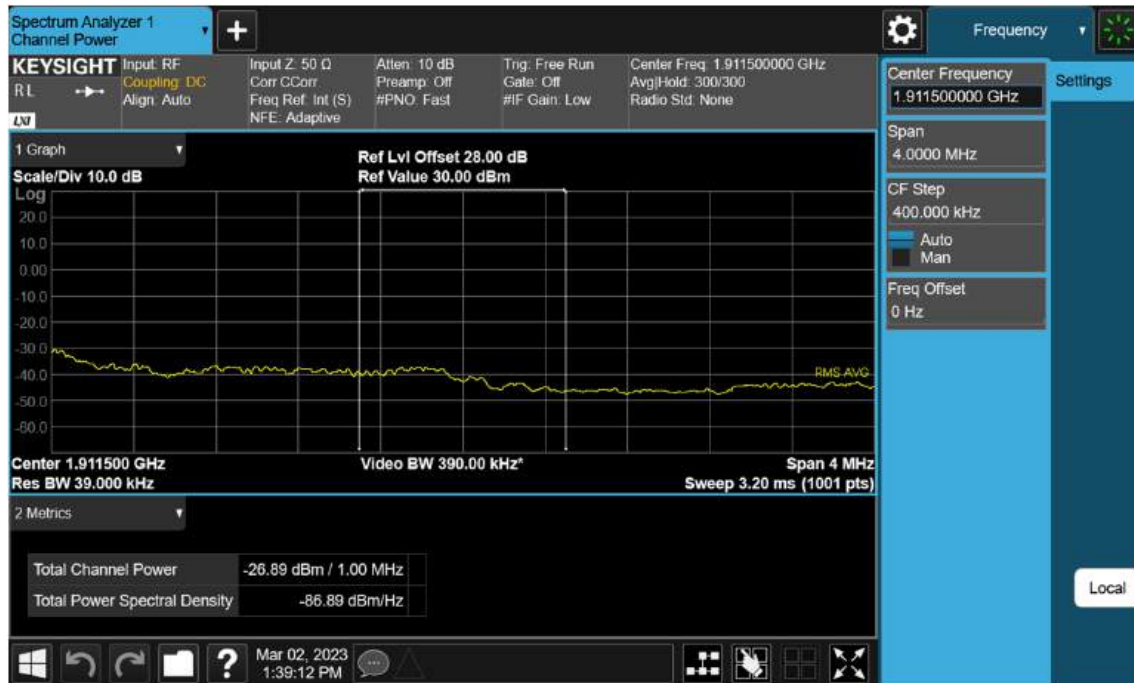 Spectrum Analyzer 1
Channel Power
+
Frequency
KEYSIGHT
RL
LXI
Input: RF
Coupling: DC
Align: Auto
Input Z: 50 Ω
Corr CCorr
Freq Ref: Int (S)
NFE: Adaptive
Atten: 10 dB
Preamp: Off
#PNO: Fast
Trig: Free Run
Gate: Off
#IF Gain: Low
Center Freq: 1.911500000 GHz
Avg|Hold: 300/300
Radio Std: None
1 Graph
Scale/Div 10.0 dB
Ref Lvl Offset 28.00 dB
Ref Value 30.00 dBm
Log
20.0
10.0
0.00
-10.0
-20.0
-30.0
-40.0
-50.0
-60.0
RMS AVG
Center 1.911500 GHz
Video BW 390.00 kHz*
Span 4 MHz
Res BW 39.000 kHz
Sweep 3.20 ms (1001 pts)
2 Metrics
Total Channel Power -26.89 dBm / 1.00 MHz
Total Power Spectral Density -86.89 dBm/Hz
Center Frequency
1.911500000 GHz
Span
4.0000 MHz
CF Step
400.000 kHz
Auto
Man
Freq Offset
0 Hz
Settings
Local
?
Mar 02, 2023
1:39:12 PM